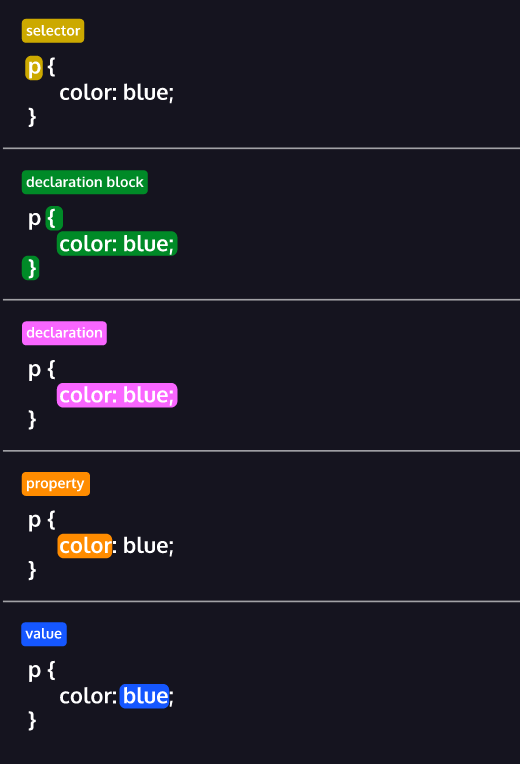 selector
p {
color: blue;
}
declaration block
p {
color: blue;
}
declaration
p {
color: blue;
}
property
p {
color: blue;
}
value
p {
color: blue;
}